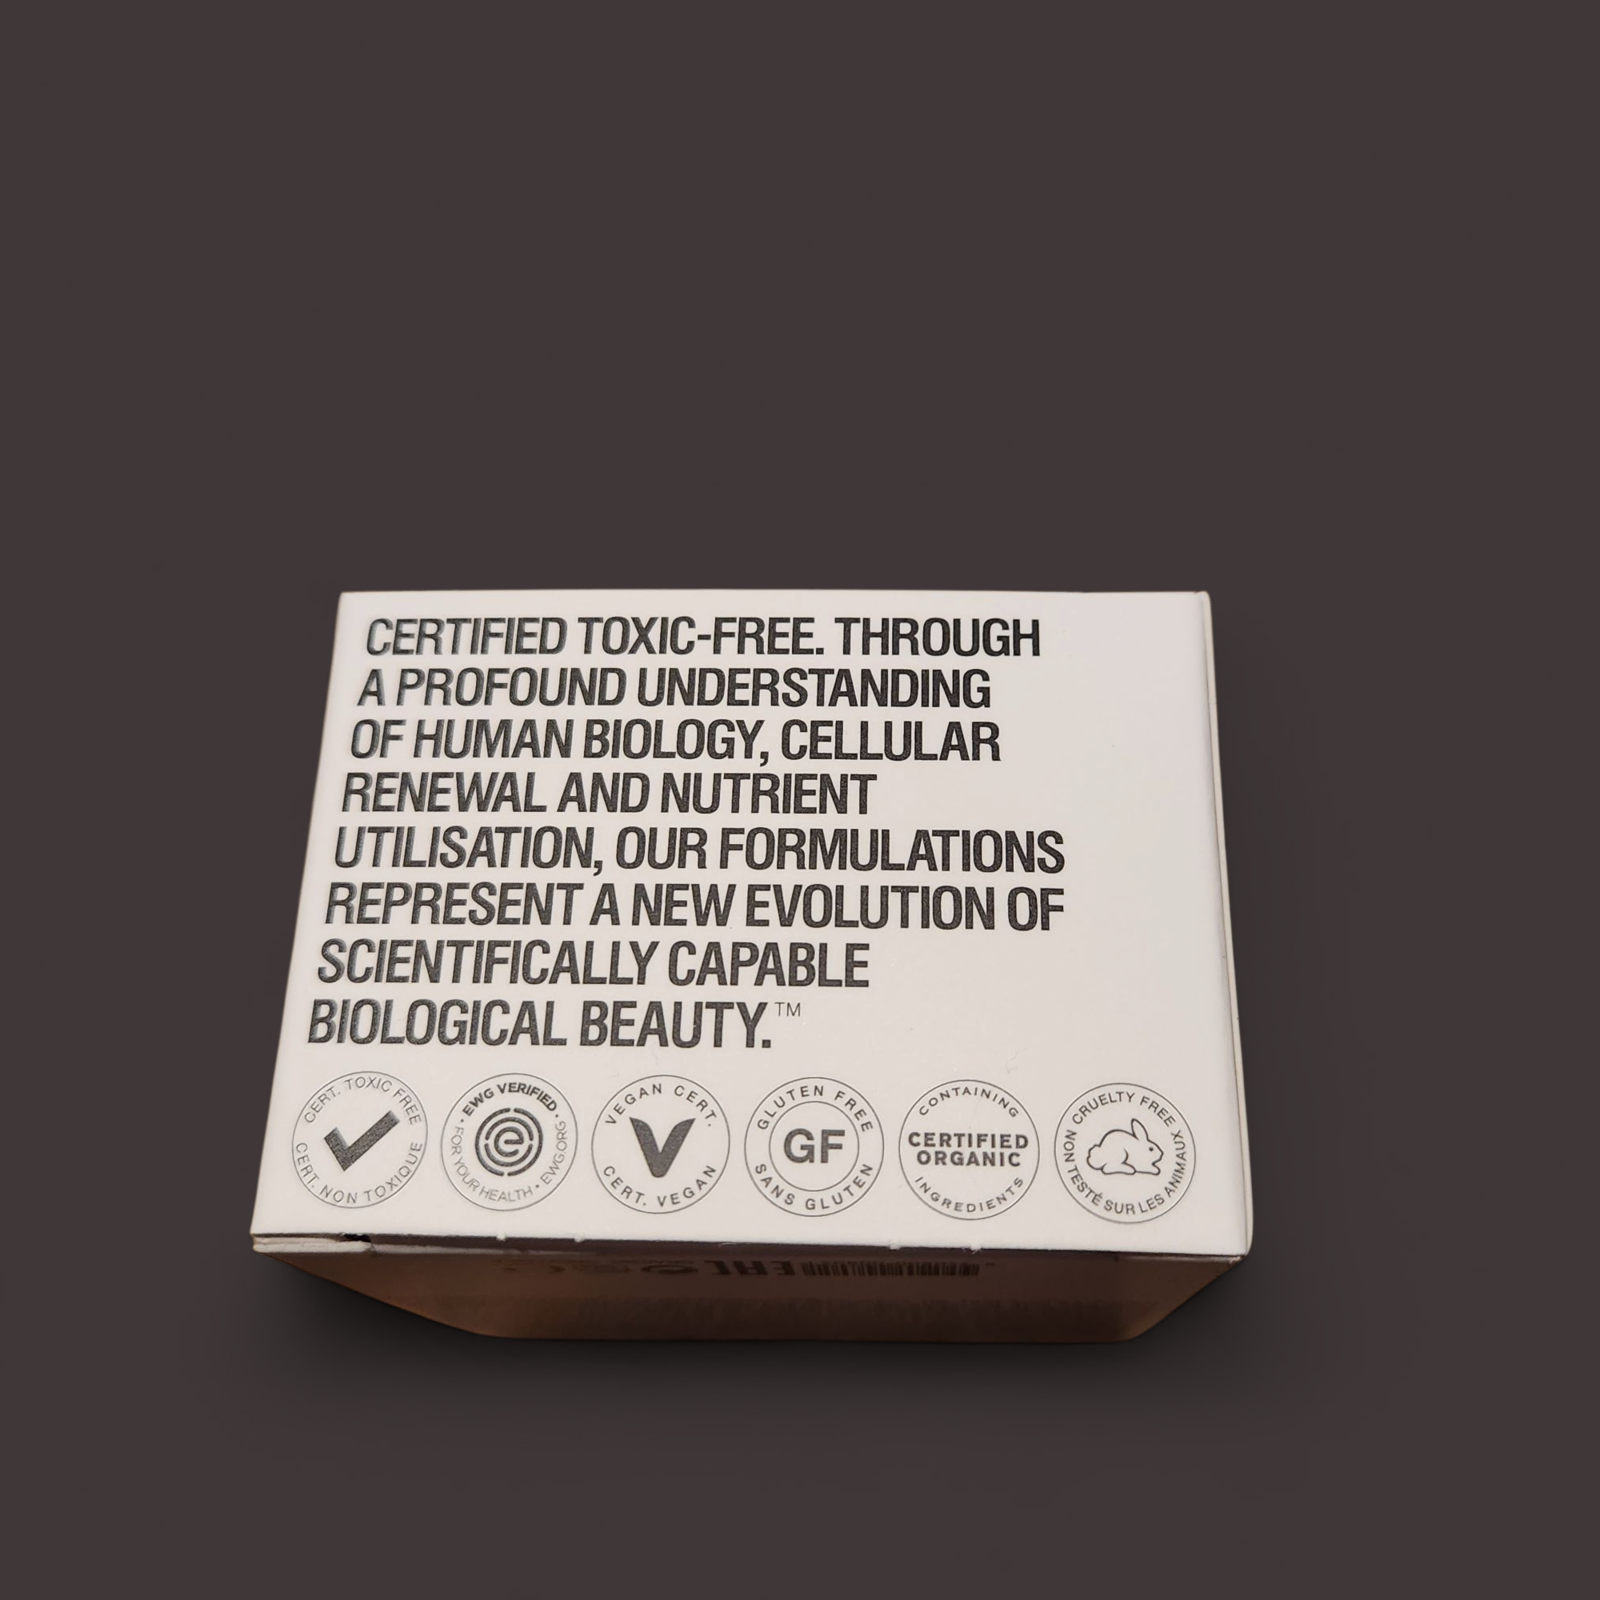 CERTIFIED TOXIC-FREE. THROUGH
A PROFOUND UNDERSTANDING
OF HUMAN BIOLOGY, CELLULAR
RENEWAL AND NUTRIENT
UTILISATION, OUR FORMULATIONS
REPRESENT A NEW EVOLUTION OF
SCIENTIFICALLY CAPABLE
BIOLOGICAL BEAUTY.™
CERT. TOXIC FREE
CERT. NON TOXIQUE
• EWG VERIFIED •
FOR YOUR HEALTH • EWG.ORG
e
VEGAN CERT.
V
CERT. VEGAN
GLUTEN FREE
GF
SANS GLUTEN
CONTAINING
CERTIFIED
ORGANIC
INGREDIENTS
CRUELTY FREE
NON TESTÉ SUR LES ANIMAUX